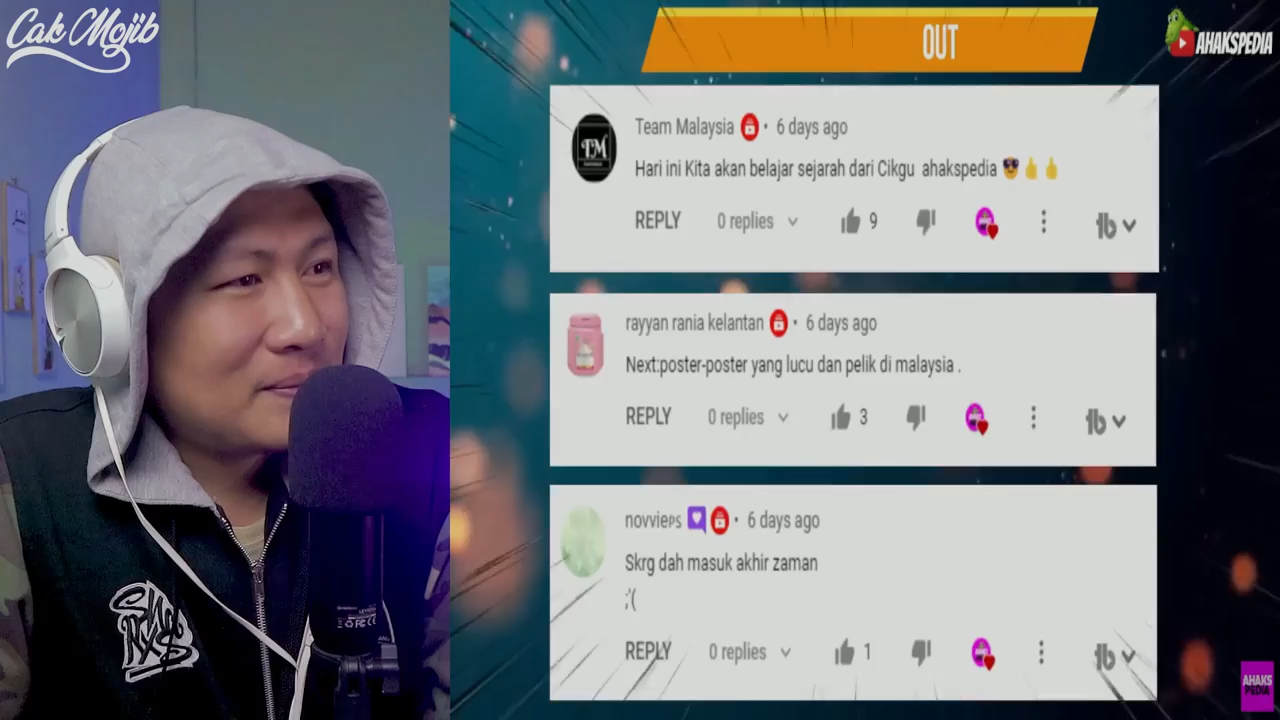 Cak Mojib
OUT
AHAKSPEDIA
TM
Team Malaysia • 6 days ago
Hari ini Kita akan belajar sejarah dari Cikgu ahakspedia 😎👍👍
REPLY 0 replies 9
rayyan rania kelantan • 6 days ago
Next:poster-poster yang lucu dan pelik di malaysia .
REPLY 0 replies 3
novvieps • 6 days ago
Skrg dah masuk akhir zaman
;'(
REPLY 0 replies 1
AHAKS
PEDIA